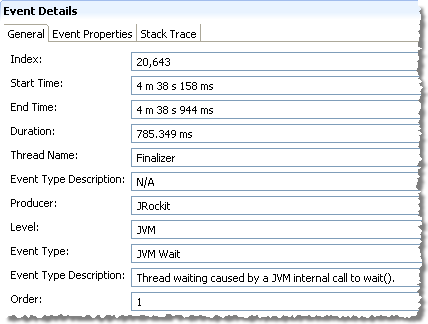 Event Details
General Event Properties Stack Trace
Index: 20,643
Start Time: 4 m 38 s 158 ms
End Time: 4 m 38 s 944 ms
Duration: 785.349 ms
Thread Name: Finalizer
Event Type Description: N/A
Producer: JRockit
Level: JVM
Event Type: JVM Wait
Event Type Description: Thread waiting caused by a JVM internal call to wait().
Order: 1